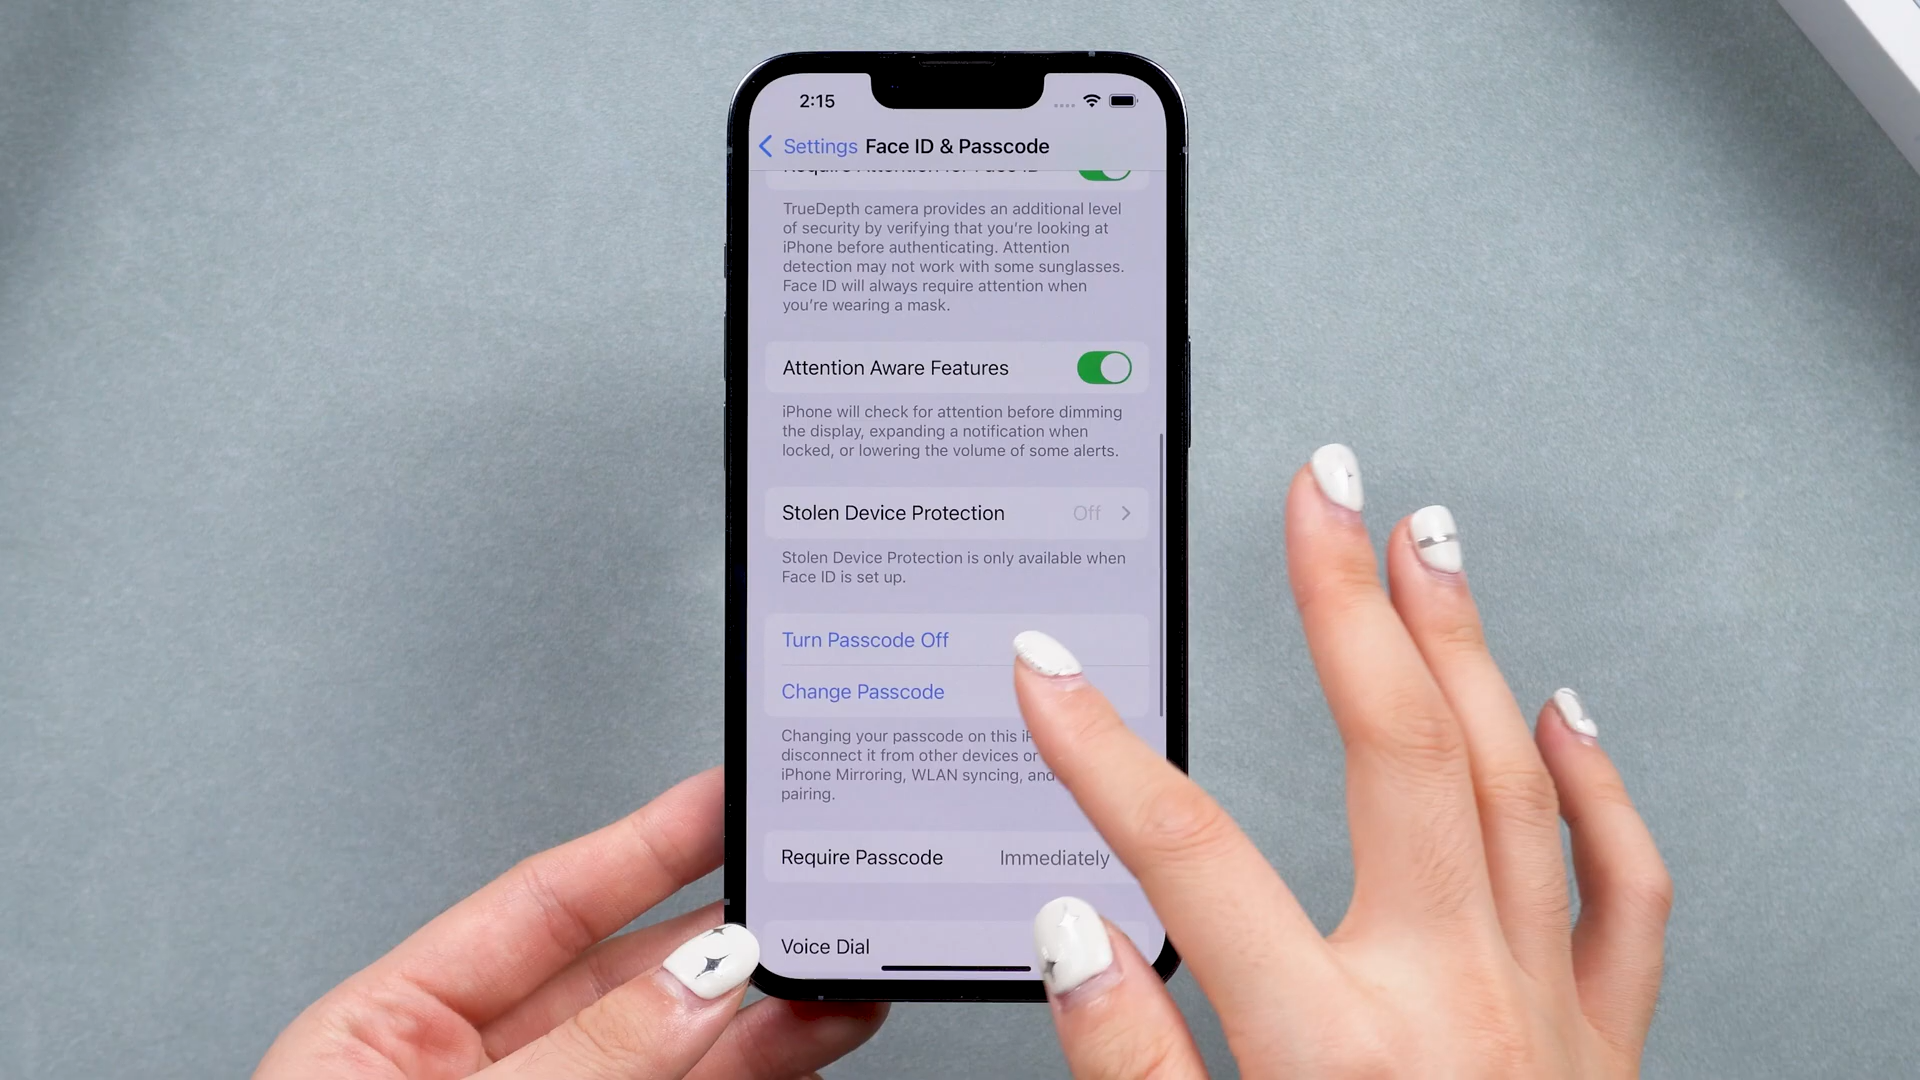 2:15
Settings Face ID & Passcode
Require Attention for Face ID
TrueDepth camera provides an additional level
of security by verifying that you're looking at
iPhone before authenticating. Attention
detection may not work with some sunglasses.
Face ID will always require attention when
you're wearing a mask.
Attention Aware Features
iPhone will check for attention before dimming
the display, expanding a notification when
locked, or lowering the volume of some alerts.
Stolen Device Protection Off
Stolen Device Protection is only available when
Face ID is set up.
Turn Passcode Off
Change Passcode
Changing your passcode on this
disconnect it from other devices or
iPhone Mirroring, WLAN syncing, and
pairing.
Require Passcode Immediately
Voice Dial